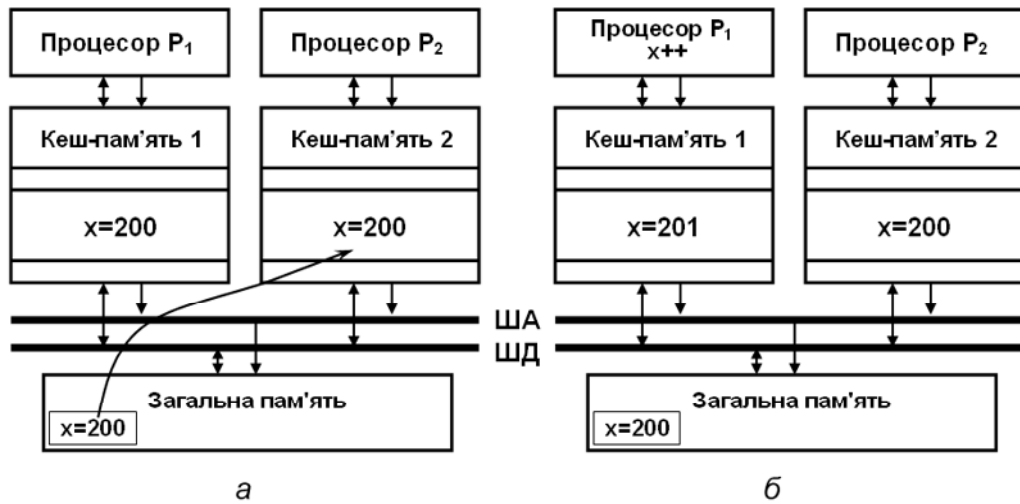 Процесор P1
Процесор P2
Кеш-пам’ять 1
Кеш-пам’ять 2
x=200
x=200
Загальна пам'ять
x=200
а
ША
ШД
Процесор P1
x++
Процесор P2
Кеш-пам’ять 1
Кеш-пам’ять 2
x=201
x=200
Загальна пам'ять
x=200
б